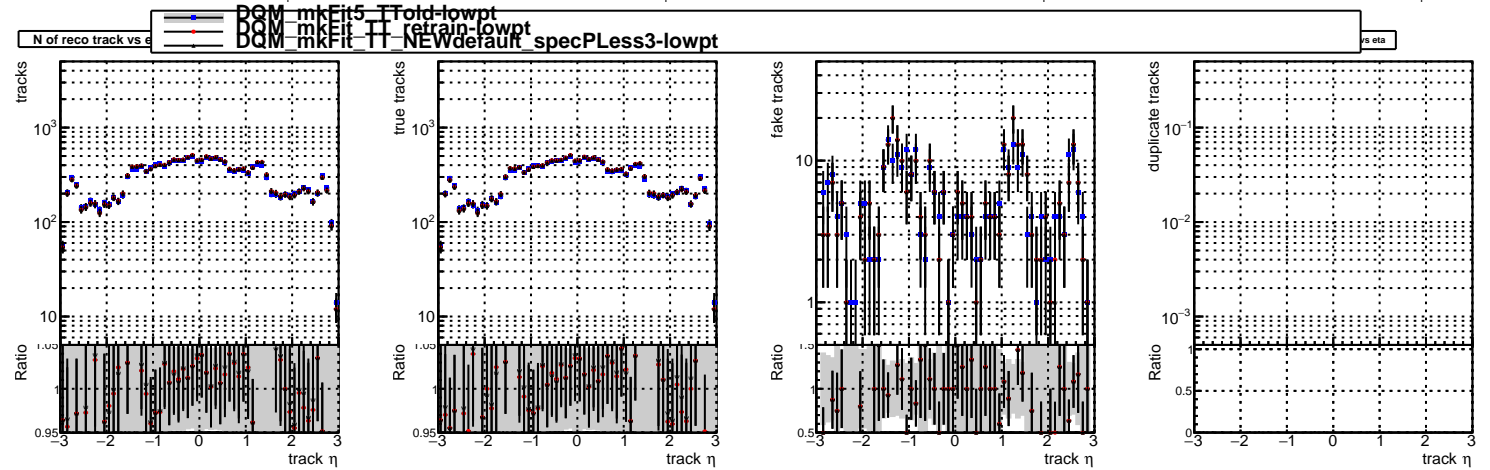 DQM_mkFit5_TTold-lowpt
DQM_mkFit_TT_retrain-lowpt
DQM_mkFit_TT_NEWdefault_specPLess3-lowpt
N of reco track vs e
vs eta
tracks
10³
10²
10
Ratio
1.05
1
0.95
−3 −2 −1 0 1 2 3
track η
true tracks
10³
10²
10
Ratio
1.05
1
0.95
−3 −2 −1 0 1 2 3
track η
fake tracks
10
1
Ratio
1.5
1
0.5
−3 −2 −1 0 1 2 3
track η
duplicate tracks
10⁻¹
10⁻²
10⁻³
Ratio
1
0.5
0
−3 −2 −1 0 1 2 3
track η